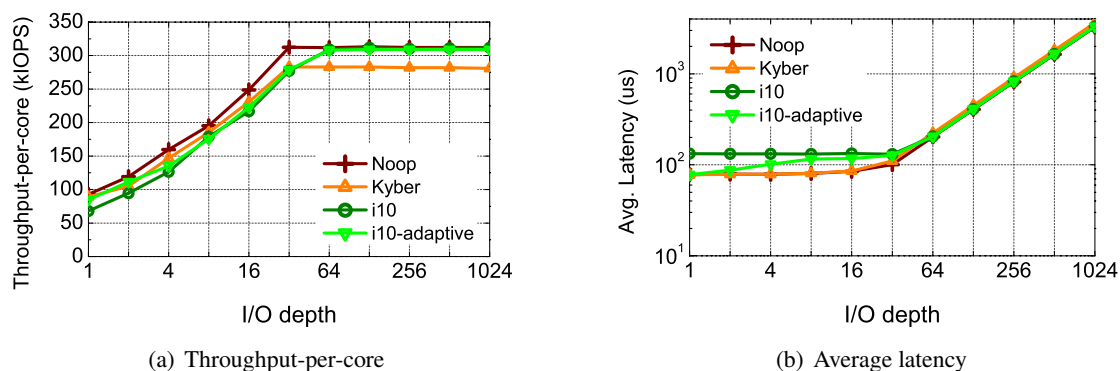 Throughput-per-core (kIOPS)
350
300
250
200
150
100
50
0
Noop
Kyber
i10
i10-adaptive
1
4
16
64
256
1024
I/O depth
(a) Throughput-per-core
Avg. Latency (us)
10^3
10^2
10^1
Noop
Kyber
i10
i10-adaptive
1
4
16
64
256
1024
I/O depth
(b) Average latency